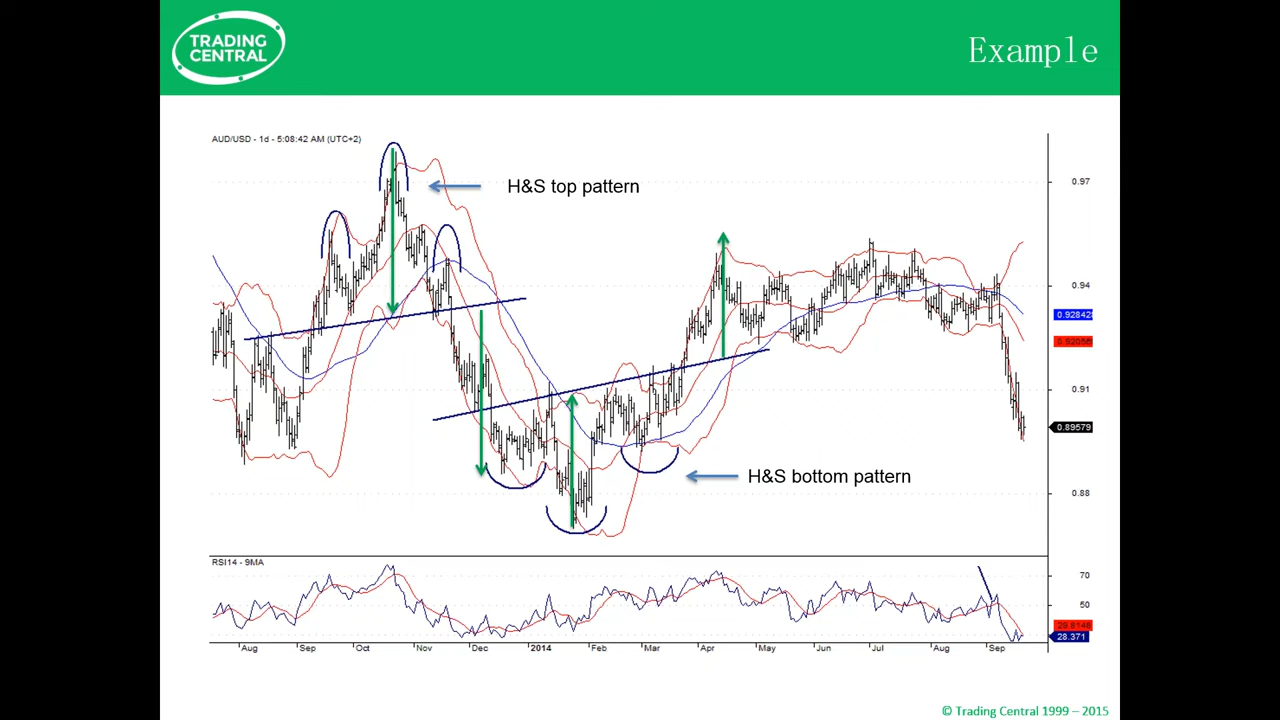 TRADING
CENTRAL
Example
AUD/USD - 1d - 5:08:42 AM (UTC+2)
H&S top pattern
0.97
0.94
0.92842
0.91
0.89579
H&S bottom pattern
0.88
RSI14 - 9MA
70
50
29.8148
28.371
Aug Sep Oct Nov Dec 2014 Feb Mar Apr May Jun Jul Aug Sep
© Trading Central 1999 – 2015